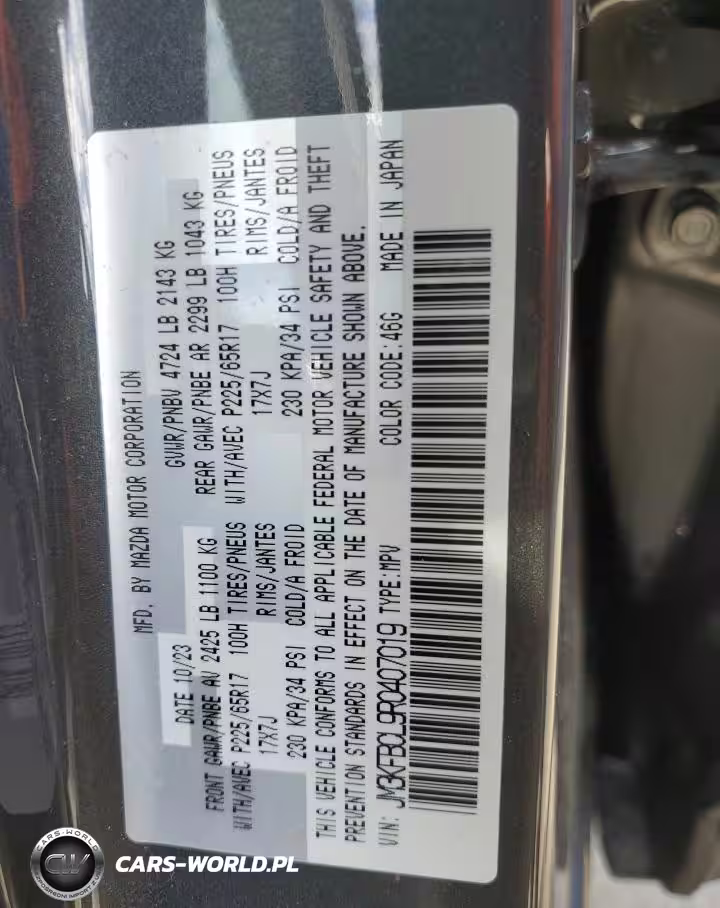 MFD. BY MAZDA MOTOR CORPORATION
DATE 10/23 GVWR/PNBV 4724 LB 2143 KG
FRONT GAWR/PNBE AV 2425 LB 1100 KG REAR GAWR/PNBE AR 2299 LB 1043 KG
WITH/AVEC P225/65R17 100H TIRES/PNEUS WITH/AVEC P225/65R17 100H TIRES/PNEUS
17X7J RIMS/JANTES 17X7J RIMS/JANTES
230 KPA/34 PSI COLD/A FROID 230 KPA/34 PSI COLD/A FROID
THIS VEHICLE CONFORMS TO ALL APPLICABLE FEDERAL MOTOR VEHICLE SAFETY AND THEFT
PREVENTION STANDARDS IN EFFECT ON THE DATE OF MANUFACTURE SHOWN ABOVE.
VIN: JM3KFBCL9R0407019 TYPE:MPV COLOR CODE:46G MADE IN JAPAN
CARS-WORLD
CW
CARS-WORLD.PL